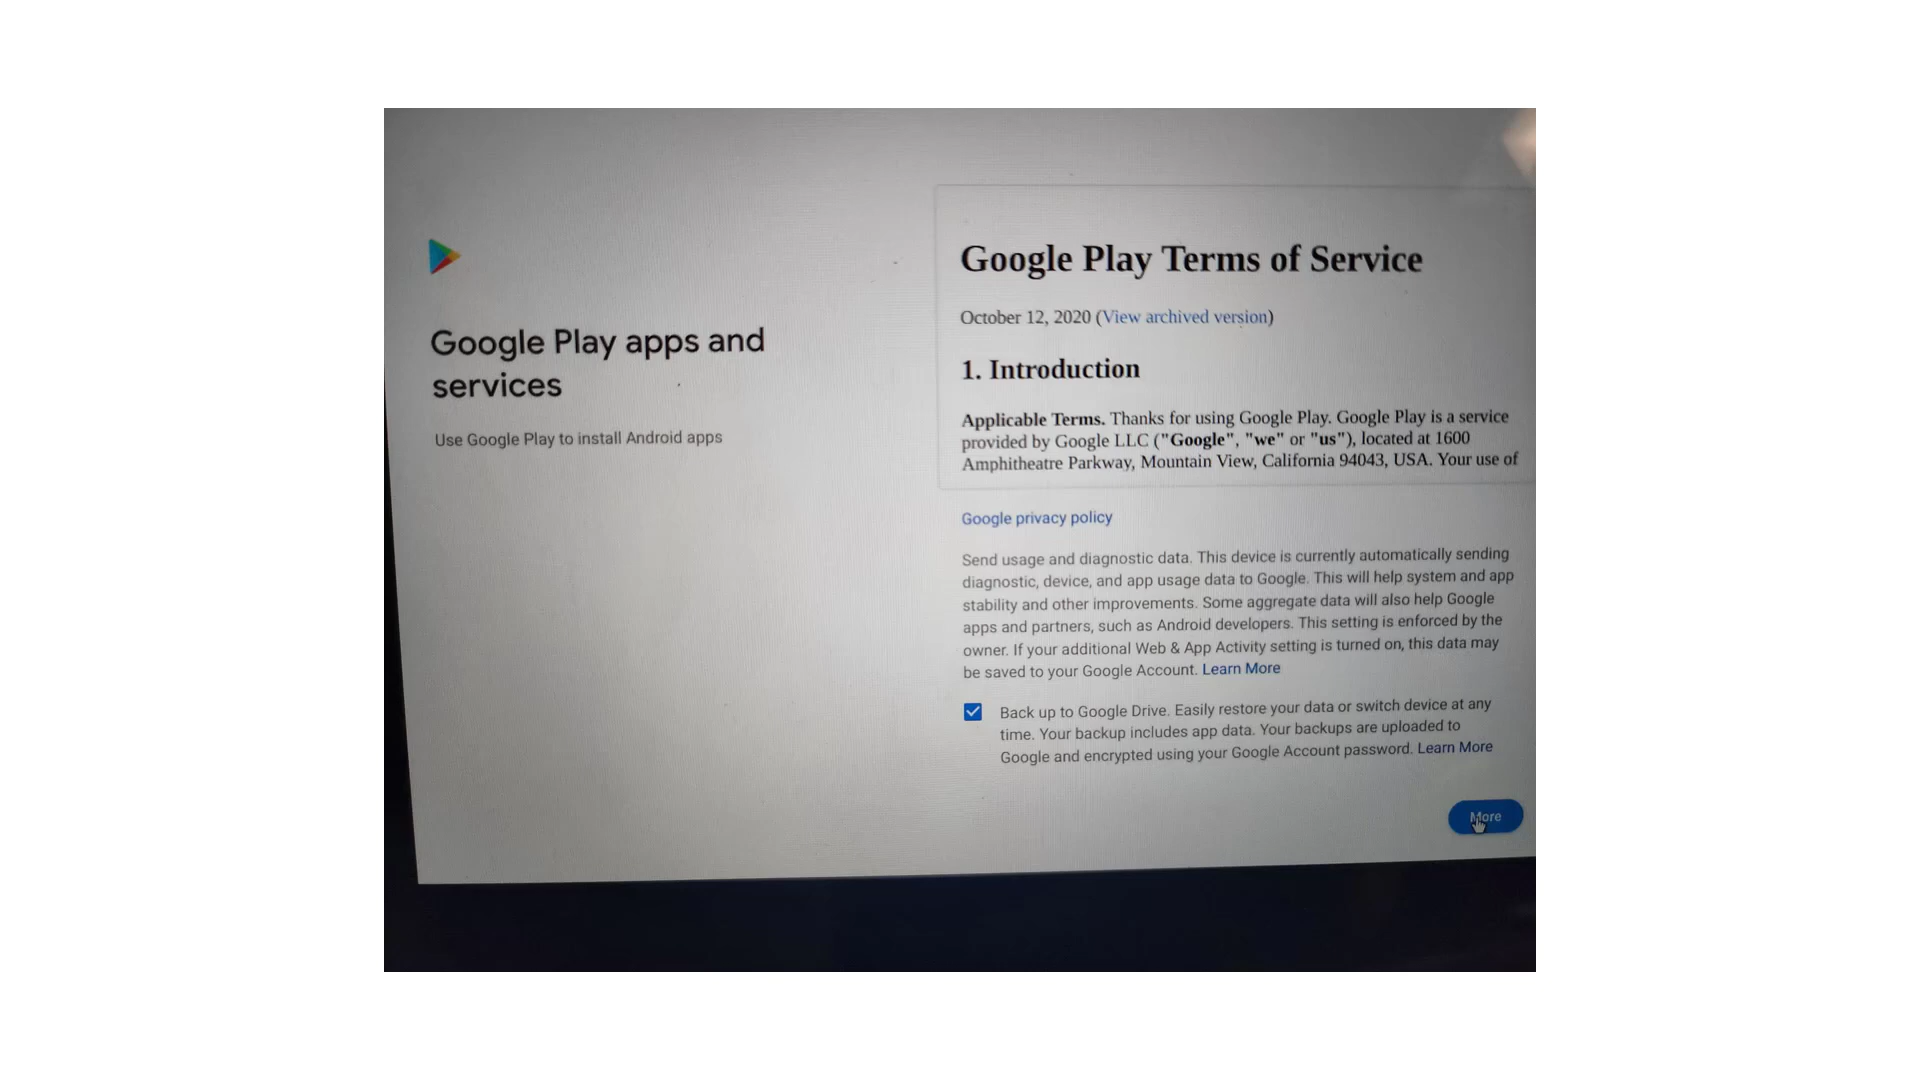 Google Play apps and
services
Use Google Play to install Android apps
Google Play Terms of Service
October 12, 2020 (View archived version)
1. Introduction
Applicable Terms. Thanks for using Google Play. Google Play is a service
provided by Google LLC ("Google", "we" or "us"), located at 1600
Amphitheatre Parkway, Mountain View, California 94043, USA. Your use of
Google privacy policy
Send usage and diagnostic data. This device is currently automatically sending
diagnostic, device, and app usage data to Google. This will help system and app
stability and other improvements. Some aggregate data will also help Google
apps and partners, such as Android developers. This setting is enforced by the
owner. If your additional Web & App Activity setting is turned on, this data may
be saved to your Google Account. Learn More
Back up to Google Drive. Easily restore your data or switch device at any
time. Your backup includes app data. Your backups are uploaded to
Google and encrypted using your Google Account password. Learn More
More